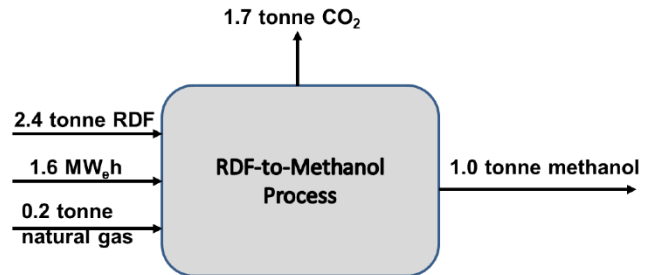 1.7 tonne CO₂
2.4 tonne RDF
1.6 MWₑh
0.2 tonne
natural gas
RDF-to-Methanol
Process
1.0 tonne methanol